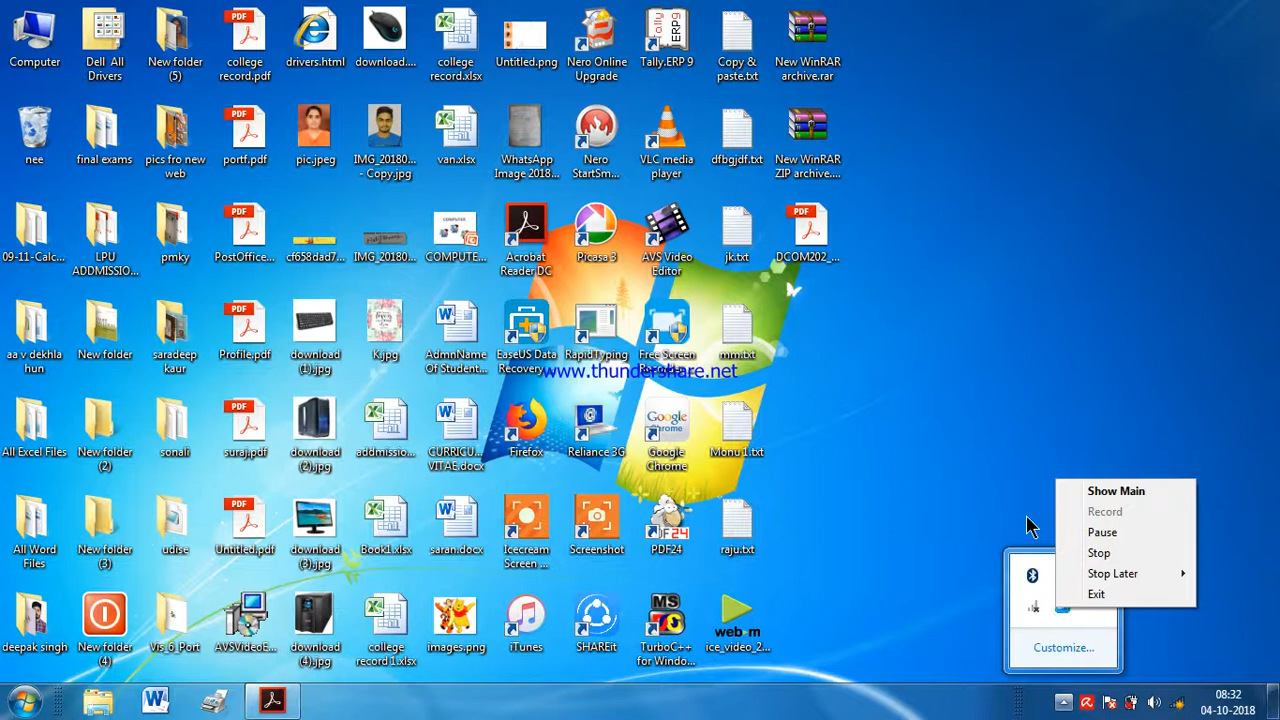 Computer
Dell All
Drivers
New folder
(5)
college
record.pdf
drivers.html
download....
college
record.xlsx
Untitled.png
Nero Online
Upgrade
Tally.ERP 9
Copy &
paste.txt
New WinRAR
archive.rar
nee
final exams
pics fro new
web
portf.pdf
pic.jpeg
IMG_20180...
- Copy.jpg
van.xlsx
WhatsApp
Image 2018...
Nero
StartSm...
VLC media
player
dfbgjdf.txt
New WinRAR
ZIP archive....
09-11-Calc...
LPU
ADDMISSIO...
pmky
PostOffice...
cf658dad7...
IMG_20180...
COMPUTE...
Acrobat
Reader DC
Picasa 3
AVS Video
Editor
jk.txt
DCOM202_...
aa v dekhla
hun
New folder
saradeep
kaur
Profile.pdf
download
(1).jpg
K.jpg
AdmnName
Of Student...
EaseUS Data
Recovery...
RapidTyping
Free Screen
mm.txt
www.thundershare.net
All Excel Files
New folder
(2)
sonali
suraj.pdf
download
(2).jpg
addmissio...
CURRICU...
VITAE.docx
Firefox
Reliance 3G
Google
Chrome
Monu 1.txt
All Word
Files
New folder
(3)
udise
Untitled.pdf
download
(3).jpg
Book1.xlsx
saran.docx
Icecream
Screen ...
Screenshot
PDF24
raju.txt
deepak singh
New folder
(4)
Vis_6_Port
AVSVideoE...
download
(4).jpg
college
record 1.xlsx
images.png
iTunes
SHAREit
TurboC++
for Windo...
ice_video_2...
Show Main
Record
Pause
Stop
Stop Later
Exit
Customize...
08:32
04-10-2018